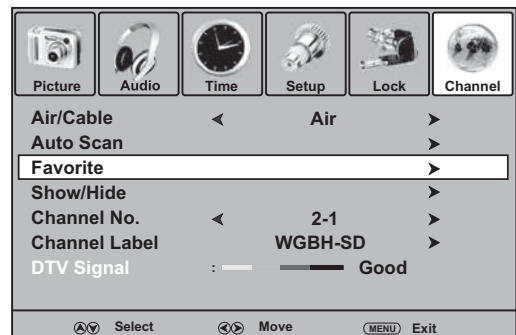 Picture Audio Time Setup Lock Channel
Air/Cable Air
Auto Scan
Favorite
Show/Hide
Channel No. 2-1
Channel Label WGBH-SD
DTV Signal : Good
Select Move MENU Exit